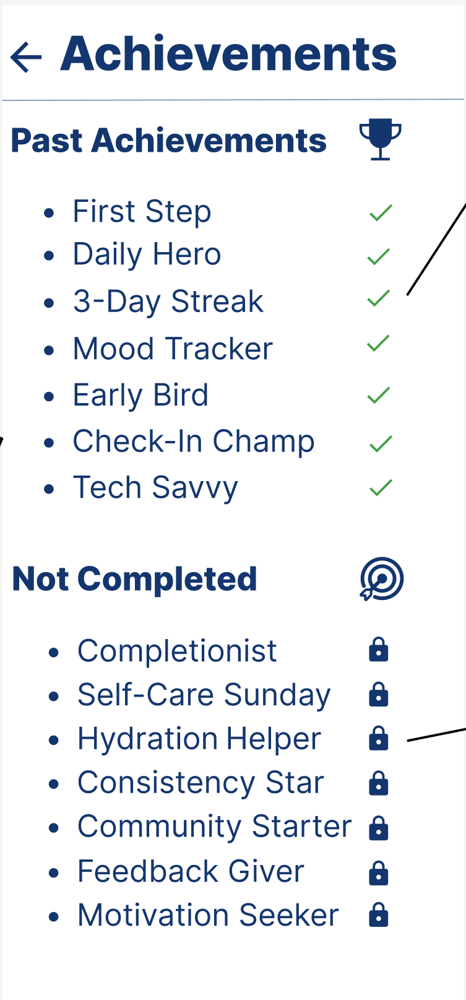 Achievements
Past Achievements
First Step
Daily Hero
3-Day Streak
Mood Tracker
Early Bird
Check-In Champ
Tech Savvy
Not Completed
Completionist
Self-Care Sunday
Hydration Helper
Consistency Star
Community Starter
Feedback Giver
Motivation Seeker